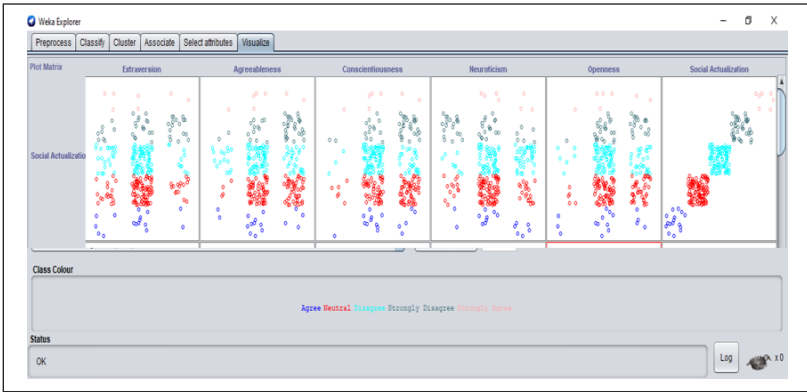 Weka Explorer
Preprocess Classify Cluster Associate Select attributes Visualize
Plot Matrix Extraversion Agreeableness Conscientiousness Neuroticism Openness Social Actualization
Social Actualizatio
Class Colour
Agree Neutral Disagree Strongly Disagree Strongly Agree
Status
OK
Log x 0